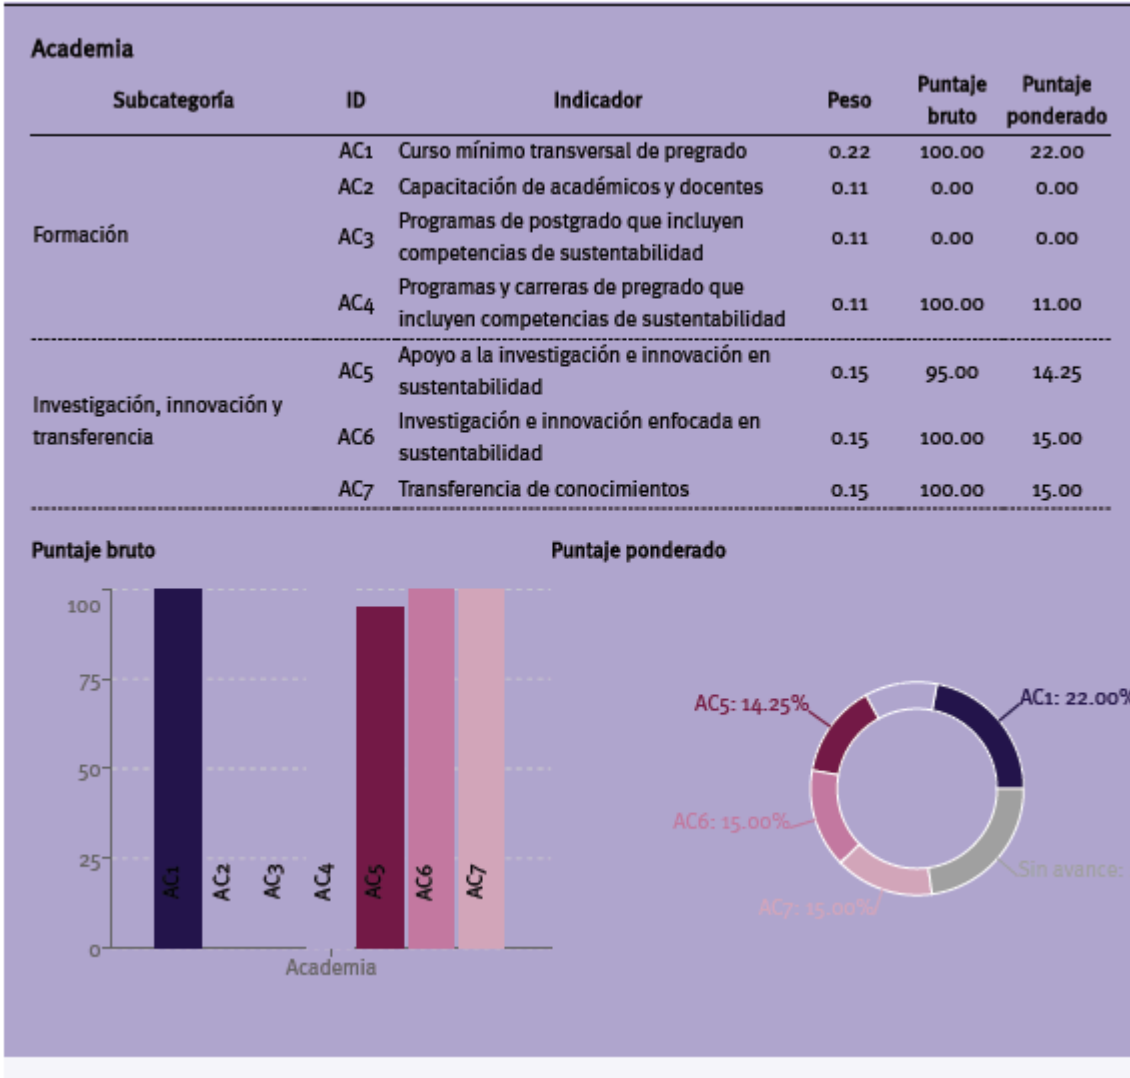 Academia
Subcategoría ID Indicador Peso Puntaje bruto Puntaje ponderado
AC1 Curso mínimo transversal de pregrado 0.22 100.00 22.00
AC2 Capacitación de académicos y docentes 0.11 0.00 0.00
Formación
AC3 Programas de postgrado que incluyen
competencias de sustentabilidad 0.11 0.00 0.00
AC4 Programas y carreras de pregrado que
incluyen competencias de sustentabilidad 0.11 100.00 11.00
Investigación, innovación y
transferencia
AC5 Apoyo a la investigación e innovación en
sustentabilidad 0.15 95.00 14.25
AC6 Investigación e innovación enfocada en
sustentabilidad 0.15 100.00 15.00
AC7 Transferencia de conocimientos 0.15 100.00 15.00
Puntaje bruto
100
75
50
25
0
AC1
AC2
AC3
AC4
AC5
AC6
AC7
Academia
Puntaje ponderado
AC5: 14.25%
AC1: 22.00%
AC6: 15.00%
Sin avance:
AC7: 15.00%